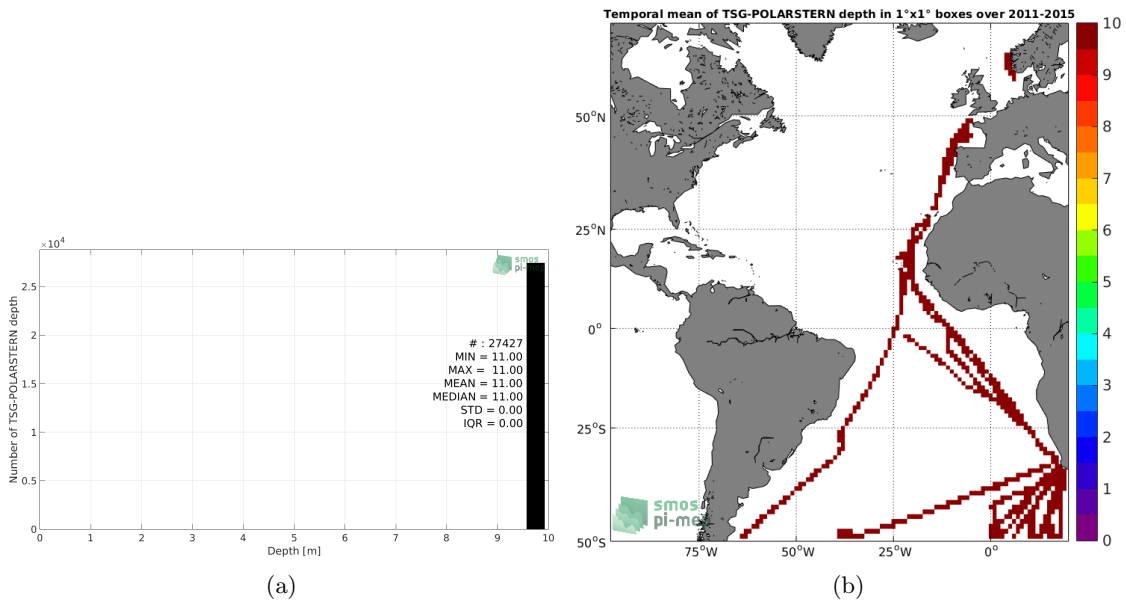 Temporal mean of TSG-POLARSTERN depth in 1°x1° boxes over 2011-2015
×10⁴
2.5
2
1.5
1
0.5
0
Number of TSG-POLARSTERN depth
smos
pi-mep
# : 27427
MIN = 11.00
MAX = 11.00
MEAN = 11.00
MEDIAN = 11.00
STD = 0.00
IQR = 0.00
0 1 2 3 4 5 6 7 8 9 10
Depth [m]
(a)
50°N
25°N
0°
25°S
50°S
75°W 50°W 25°W 0°
smos
pi-mep
10
9
8
7
6
5
4
3
2
1
0
(b)